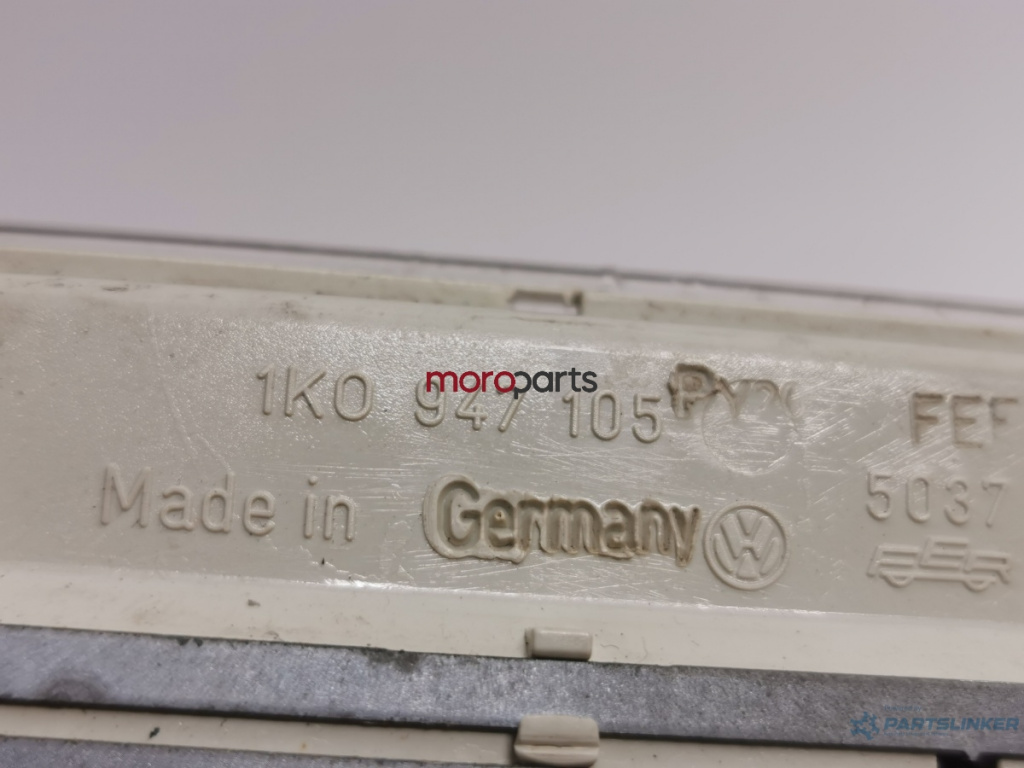 moroparts
1K0 947 105
FEF
Made in Germany
5037
PARTSLINKER